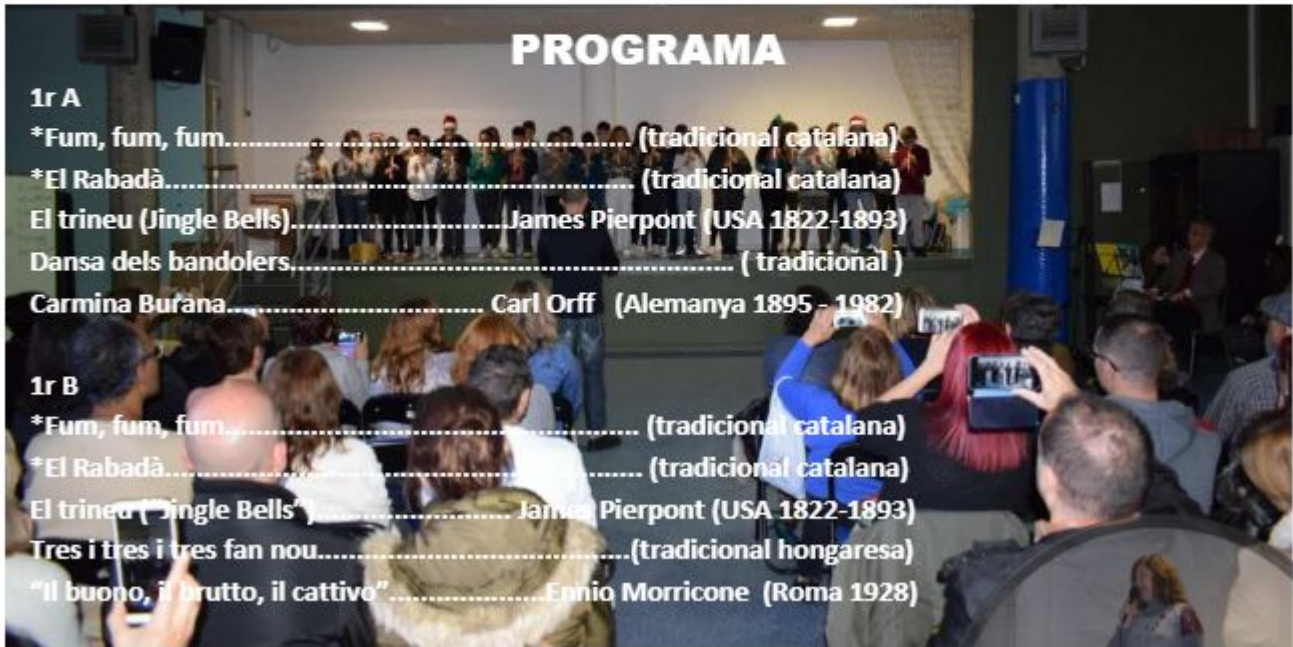 PROGRAMA
1r A
*Fum, fum, fum...................................................... (tradicional catalana)
*El Rabadà............................................................ (tradicional catalana)
El trineu (Jingle Bells)............................James Pierpont (USA 1822-1893)
Dansa dels bandolers......................................................... ( tradicional )
Carmina Burana................................. Carl Orff (Alemanya 1895 - 1982)
1r B
*Fum, fum, fum..................................................... (tradicional catalana)
*El Rabadà............................................................. (tradicional catalana)
El trineu ("Jingle Bells")......................... James Pierpont (USA 1822-1893)
Tres i tres i tres fan nou........................................(tradicional hongaresa)
“Il buono, il brutto, il cattivo”....................Ennio Morricone (Roma 1928)